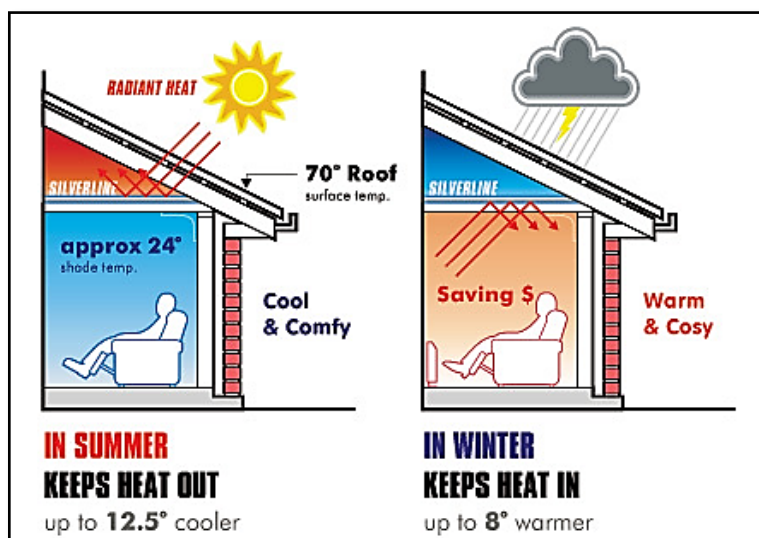 RADIANT HEAT
70° Roof
surface temp.
SILVERLINE
approx 24°
shade temp.
Cool
& Comfy
IN SUMMER
KEEPS HEAT OUT
up to 12.5° cooler
SILVERLINE
Saving $
Warm
& Cosy
IN WINTER
KEEPS HEAT IN
up to 8° warmer